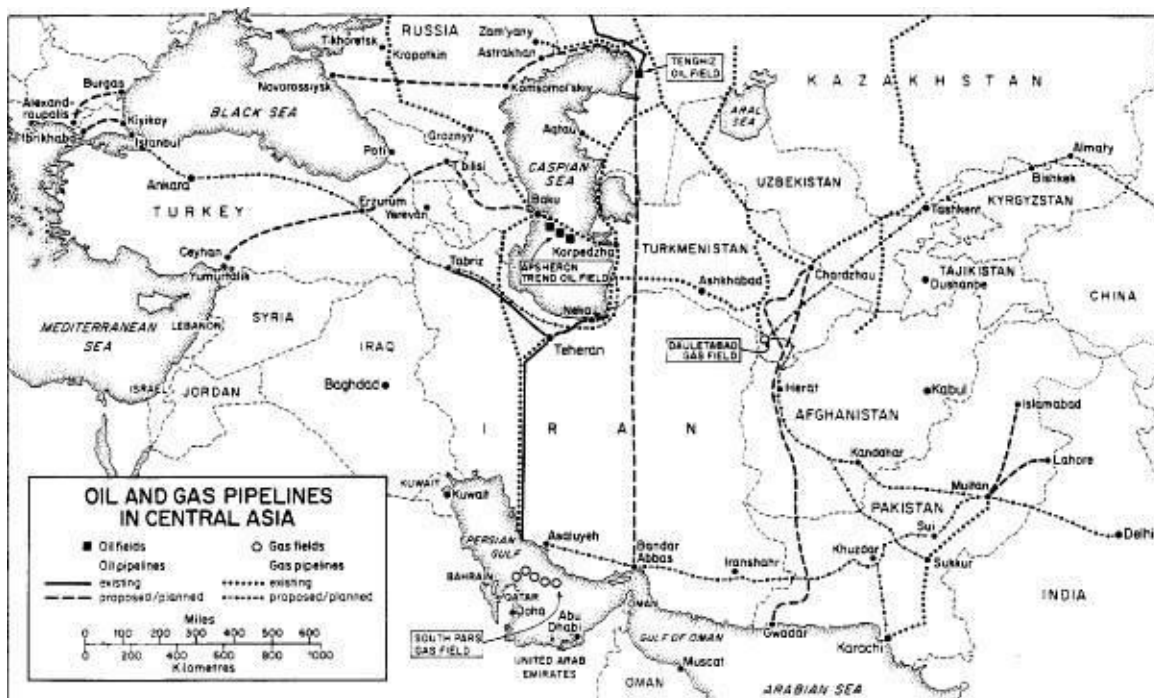 RUSSIA
Zam'yany
Tikhoretsk
Kropotkin
Astrakhan
TENGHIZ
OIL FIELD
KAZAKHSTAN
Burgas
Novorossiysk
Komsomol'skiy
ARAL
SEA
Alexand-
roupolis
Kiyikoy
BLACK SEA
Ibrikhaba
Istanbul
Groznyy
Aqtau
Almaty
Poti
Tbilisi
CASPIAN
SEA
UZBEKISTAN
Bishkek
Ankara
KYRGYZSTAN
TURKEY
Erzurum
Yerevan
Baku
Tashkent
Ceyhan
Korpedzhe
TURKMENISTAN
Yumurtalik
Tabriz
APSHERON
TREND OIL FIELD
Ashkhabad
Chardzhou
TAJIKISTAN
Dushanbe
CHINA
MEDITERRANEAN
SEA
LEBANON
SYRIA
Neka
Teheran
DAULETABAD
GAS FIELD
IRAQ
ISRAEL
JORDAN
Baghdad
Herat
Kabul
Islamabad
IRAN
AFGHANISTAN
Kandahar
Lahore
Multan
PAKISTAN
KUWAIT
Kuwait
Sui
Delhi
PERSIAN GULF
Asaluyeh
Bandar
Abbas
Iranshahr
Khuzdar
Sukkur
BAHRAIN
QATAR
Doha
OMAN
INDIA
Abu
Dhabi
SOUTH PARS
GAS FIELD
GULF OF OMAN
Gwadar
Karachi
UNITED ARAB
EMIRATES
Muscat
OMAN
ARABIAN SEA
OIL AND GAS PIPELINES
IN CENTRAL ASIA
Oil fields
Gas fields
Oil pipelines
Gas pipelines
existing
existing
proposed/planned
proposed/planned
Miles
0 100 200 300 400 500 600
0 200 400 600 800 1000
Kilometres